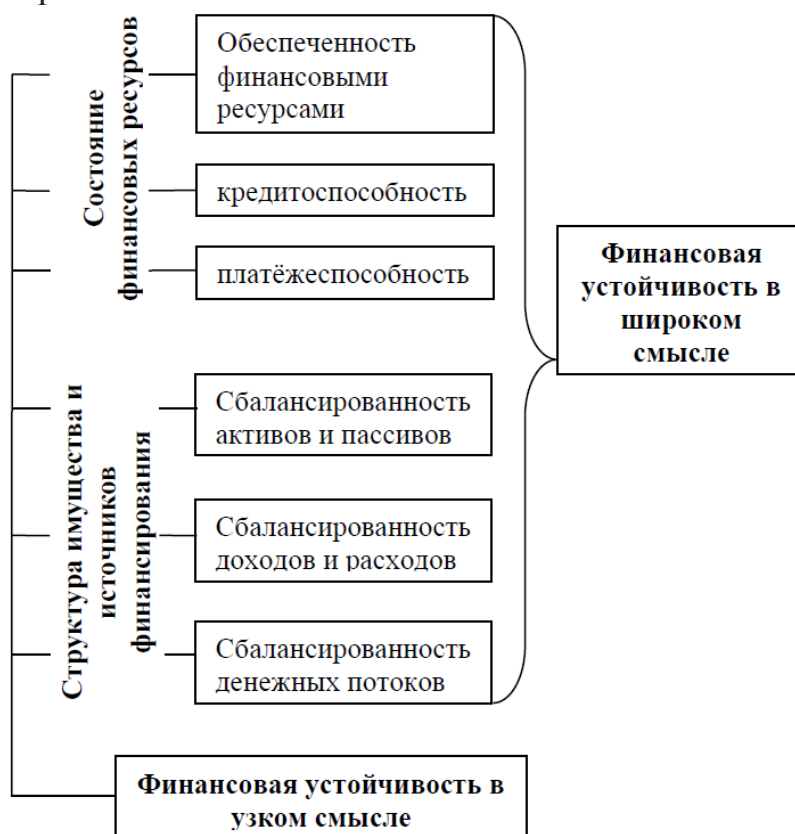 Состояние
финансовых ресурсов
Обеспеченность
финансовыми
ресурсами
кредитоспособность
платёжеспособность
Структура имущества и
источников
финансирования
Сбалансированность
активов и пассивов
Сбалансированность
доходов и расходов
Сбалансированность
денежных потоков
Финансовая
устойчивость в
широком
смысле
Финансовая устойчивость в
узком смысле